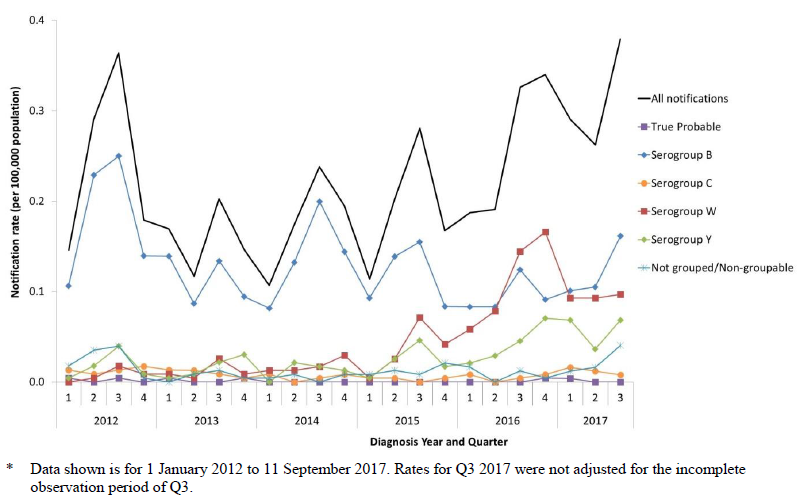 0.4
0.3
0.2
0.1
0.0
Notification rate (per 100,000 population)
1 2 3 4 1 2 3 4 1 2 3 4 1 2 3 4 1 2 3 4 1 2 3
2012 2013 2014 2015 2016 2017
Diagnosis Year and Quarter
All notifications
True Probable
Serogroup B
Serogroup C
Serogroup W
Serogroup Y
Not grouped/Non-groupable
* Data shown is for 1 January 2012 to 11 September 2017. Rates for Q3 2017 were not adjusted for the incomplete
observation period of Q3.